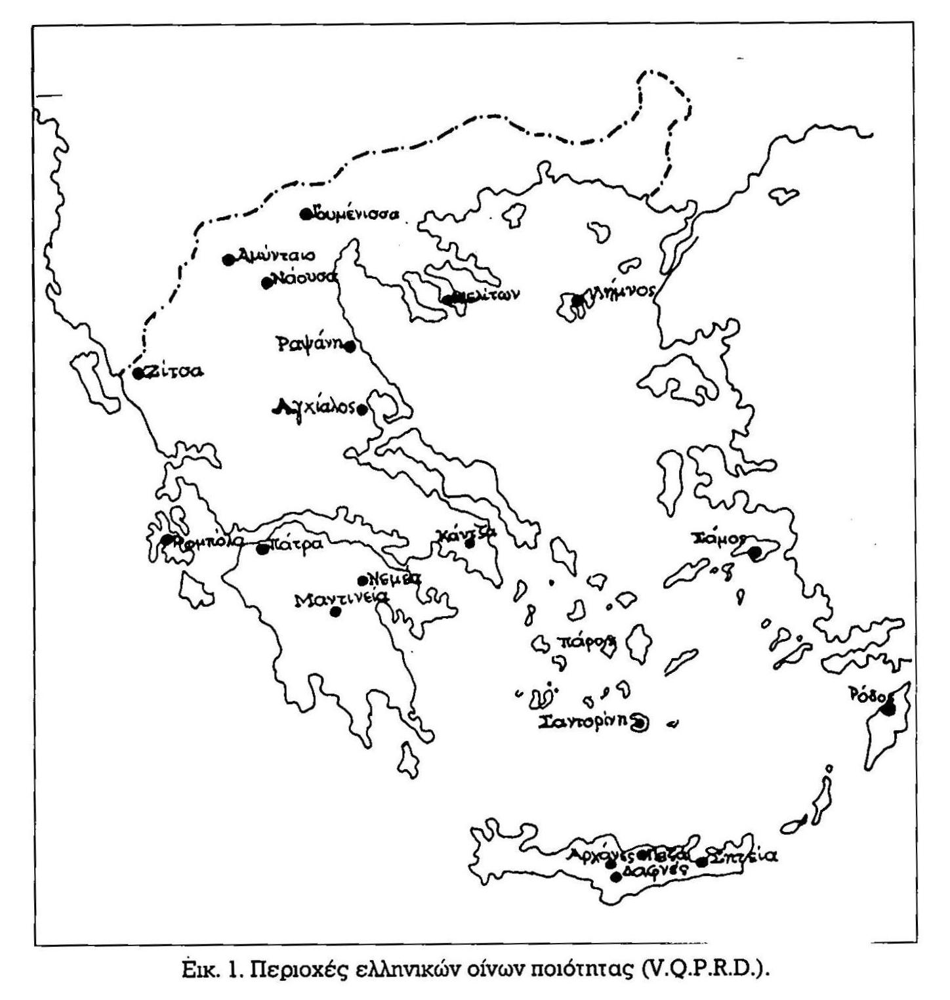 Γουμένισσα
Αμύνταιο
Νάουσα
Μελίτων
Λήμνος
Ραψάνη
Ζίτσα
Αγχίαλος
Ρομπόλα
Πάτρα
Κάντζα
Σάμος
Νεμέα
Μαντινεία
πάρος
Ρόδος
Σαντορίνη
Αρχάνες Πεζά Σητεία
Δαφνές
Εικ. 1. Περιοχές ελληνικών οίνων ποιότητας (V.Q.P.R.D.).